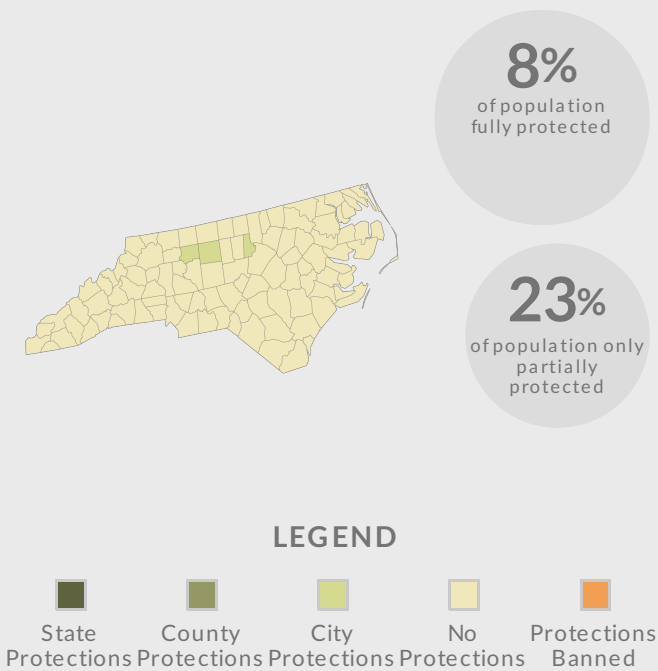 8%
of population
fully protected
23%
of population only
partially
protected
LEGEND
State
Protections
County
Protections
City
Protections
No
Protections
Protections
Banned